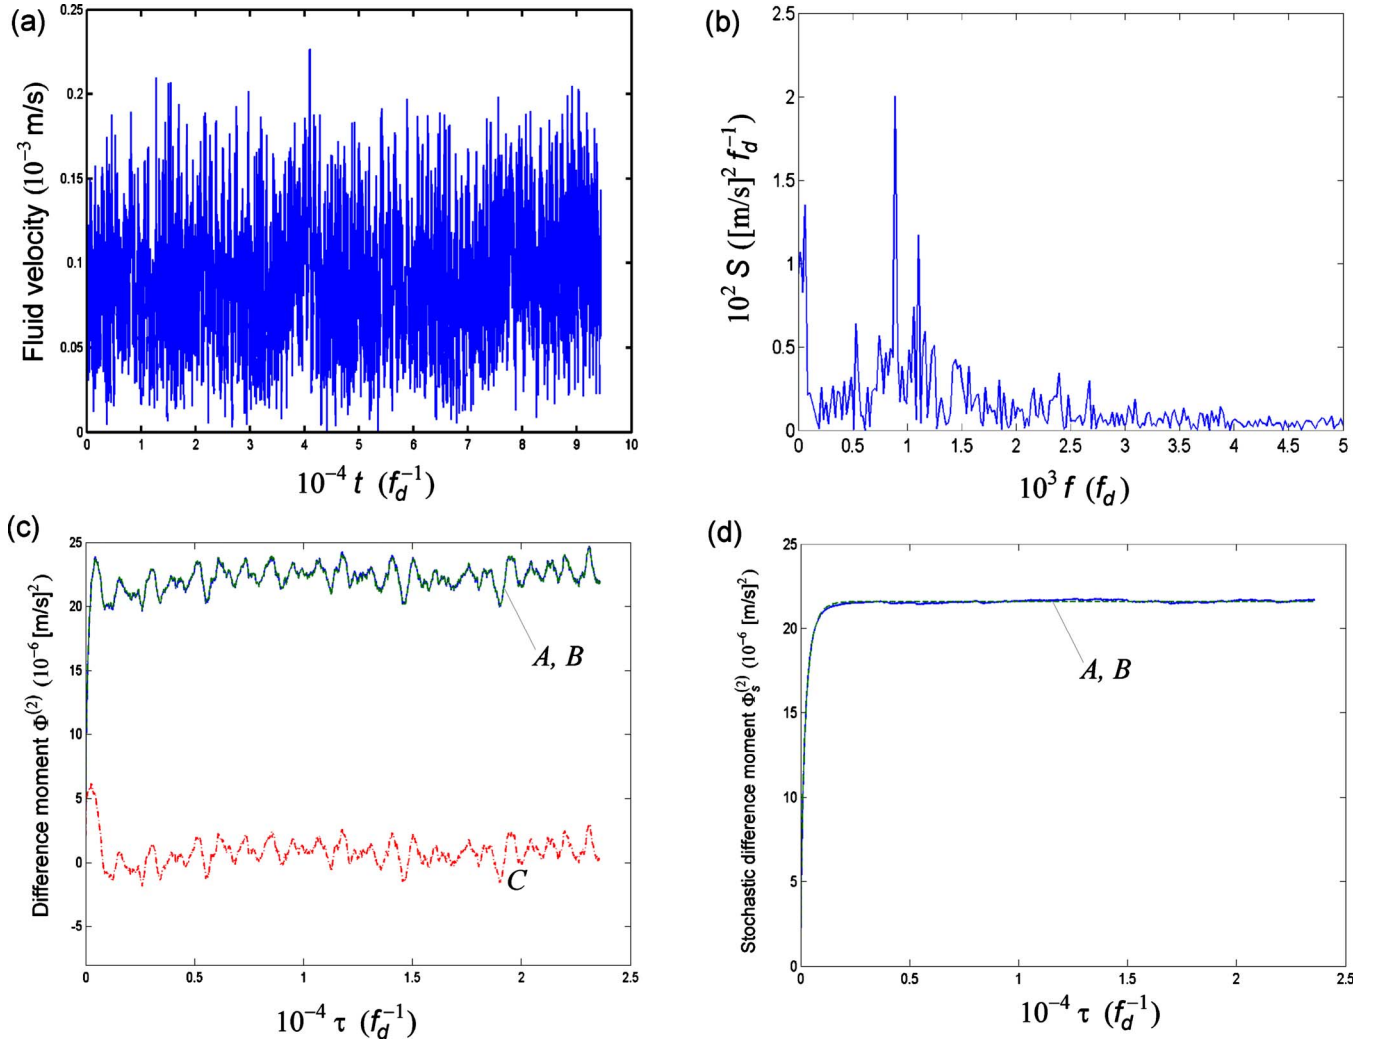 (a)
0.25
0.2
0.15
0.1
0.05
0
Fluid velocity (10⁻³ m/s)
0 1 2 3 4 5 6 7 8 9 10
10⁻⁴ t (f_d⁻¹)
(b)
2.5
2
1.5
1
0.5
0
10² S ([m/s]² f_d⁻¹)
0 0.5 1 1.5 2 2.5 3 3.5 4 4.5 5
10³ f (f_d)
(c)
25
20
15
10
5
0
-5
Difference moment Φ⁽²⁾ (10⁻⁶ [m/s]²)
A, B
C
0 0.5 1 1.5 2 2.5
10⁻⁴ τ (f_d⁻¹)
(d)
25
20
15
10
5
0
Stochastic difference moment Φ_s⁽²⁾ (10⁻⁶ [m/s]²)
A, B
0 0.5 1 1.5 2 2.5
10⁻⁴ τ (f_d⁻¹)